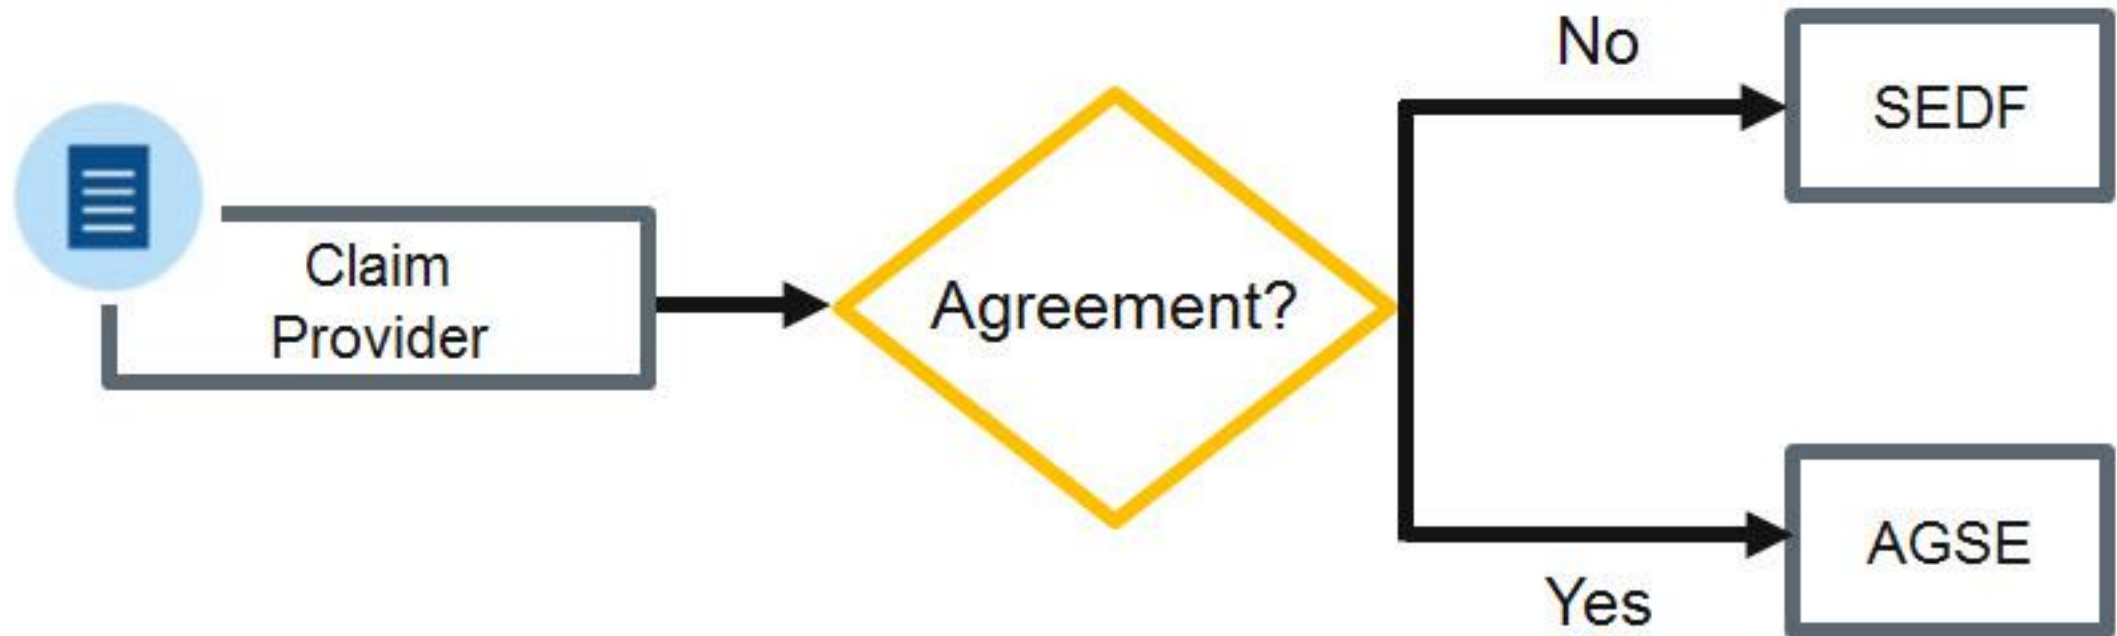 Claim
Provider
Agreement?
No
SEDF
Yes
AGSE